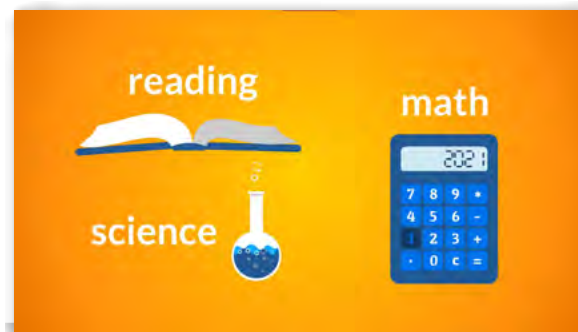 reading
math
science
2021
7 8 9 *
4 5 6 -
1 2 3 +
. 0 c =